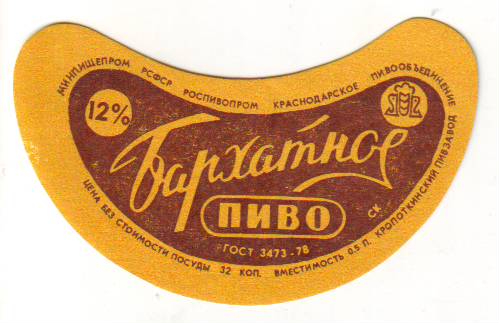 МИНПИЩЕПРОМ РСФСР РОСПИВОПРОМ КРАСНОДАРСКОЕ ПИВООБЪЕДИНЕНИЕ
12%
Бархатное
ПИВО
СК
ГОСТ 3473-78
ЦЕНА БЕЗ СТОИМОСТИ ПОСУДЫ 32 КОП. ВМЕСТИМОСТЬ 0,5 Л. КРОПОТКИНСКИЙ ПИВЗАВОД